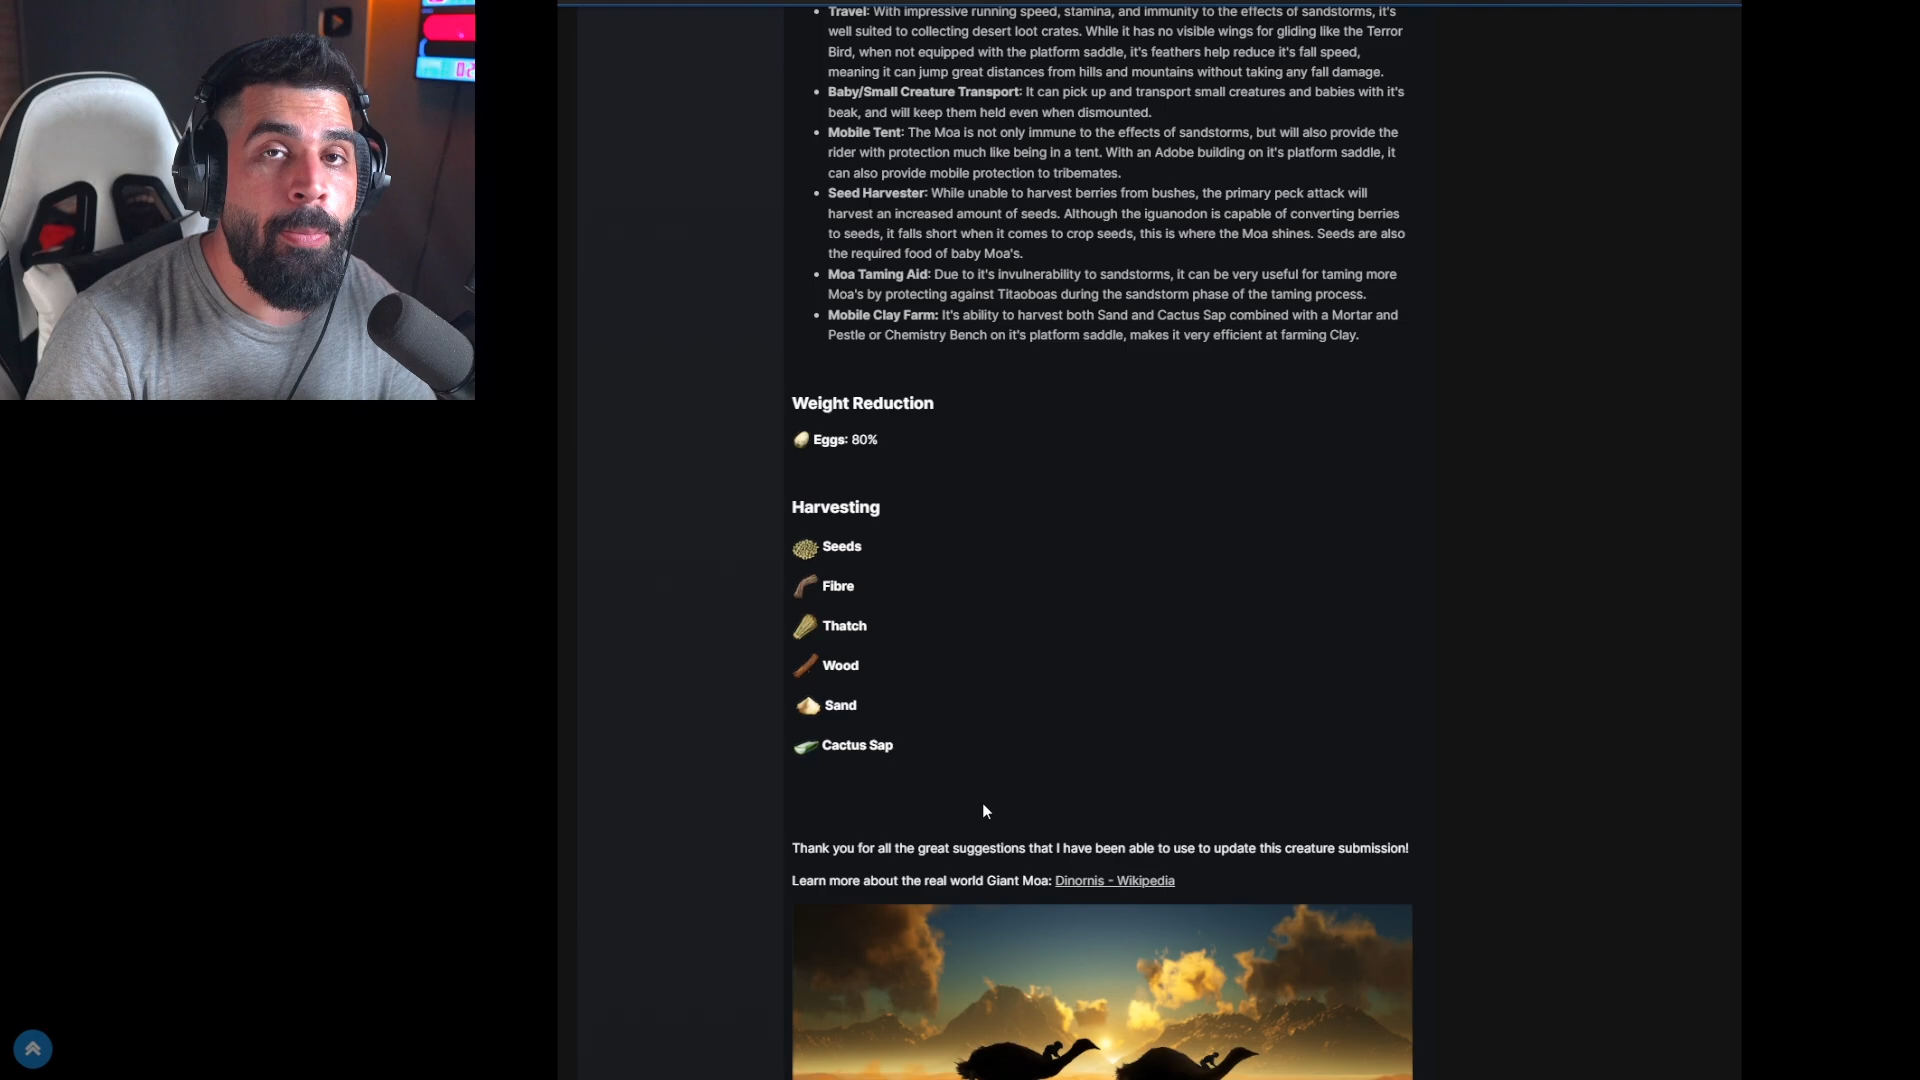 Travel: With impressive running speed, stamina, and immunity to the effects of sandstorms, it's
well suited to collecting desert loot crates. While it has no visible wings for gliding like the Terror
Bird, when not equipped with the platform saddle, it's feathers help reduce it's fall speed,
meaning it can jump great distances from hills and mountains without taking any fall damage.
Baby/Small Creature Transport: It can pick up and transport small creatures and babies with it's
beak, and will keep them held even when dismounted.
Mobile Tent: The Moa is not only immune to the effects of sandstorms, but will also provide the
rider with protection much like being in a tent. With an Adobe building on it's platform saddle, it
can also provide mobile protection to tribemates.
Seed Harvester: While unable to harvest berries from bushes, the primary peck attack will
harvest an increased amount of seeds. Although the iguanodon is capable of converting berries
to seeds, it falls short when it comes to crop seeds, this is where the Moa shines. Seeds are also
the required food of baby Moa's.
Moa Taming Aid: Due to it's invulnerability to sandstorms, it can be very useful for taming more
Moa's by protecting against Titaoboas during the sandstorm phase of the taming process.
Mobile Clay Farm: It's ability to harvest both Sand and Cactus Sap combined with a Mortar and
Pestle or Chemistry Bench on it's platform saddle, makes it very efficient at farming Clay.
Weight Reduction
Eggs: 80%
Harvesting
Seeds
Fibre
Thatch
Wood
Sand
Cactus Sap
Thank you for all the great suggestions that I have been able to use to update this creature submission!
Learn more about the real world Giant Moa: Dinornis - Wikipedia